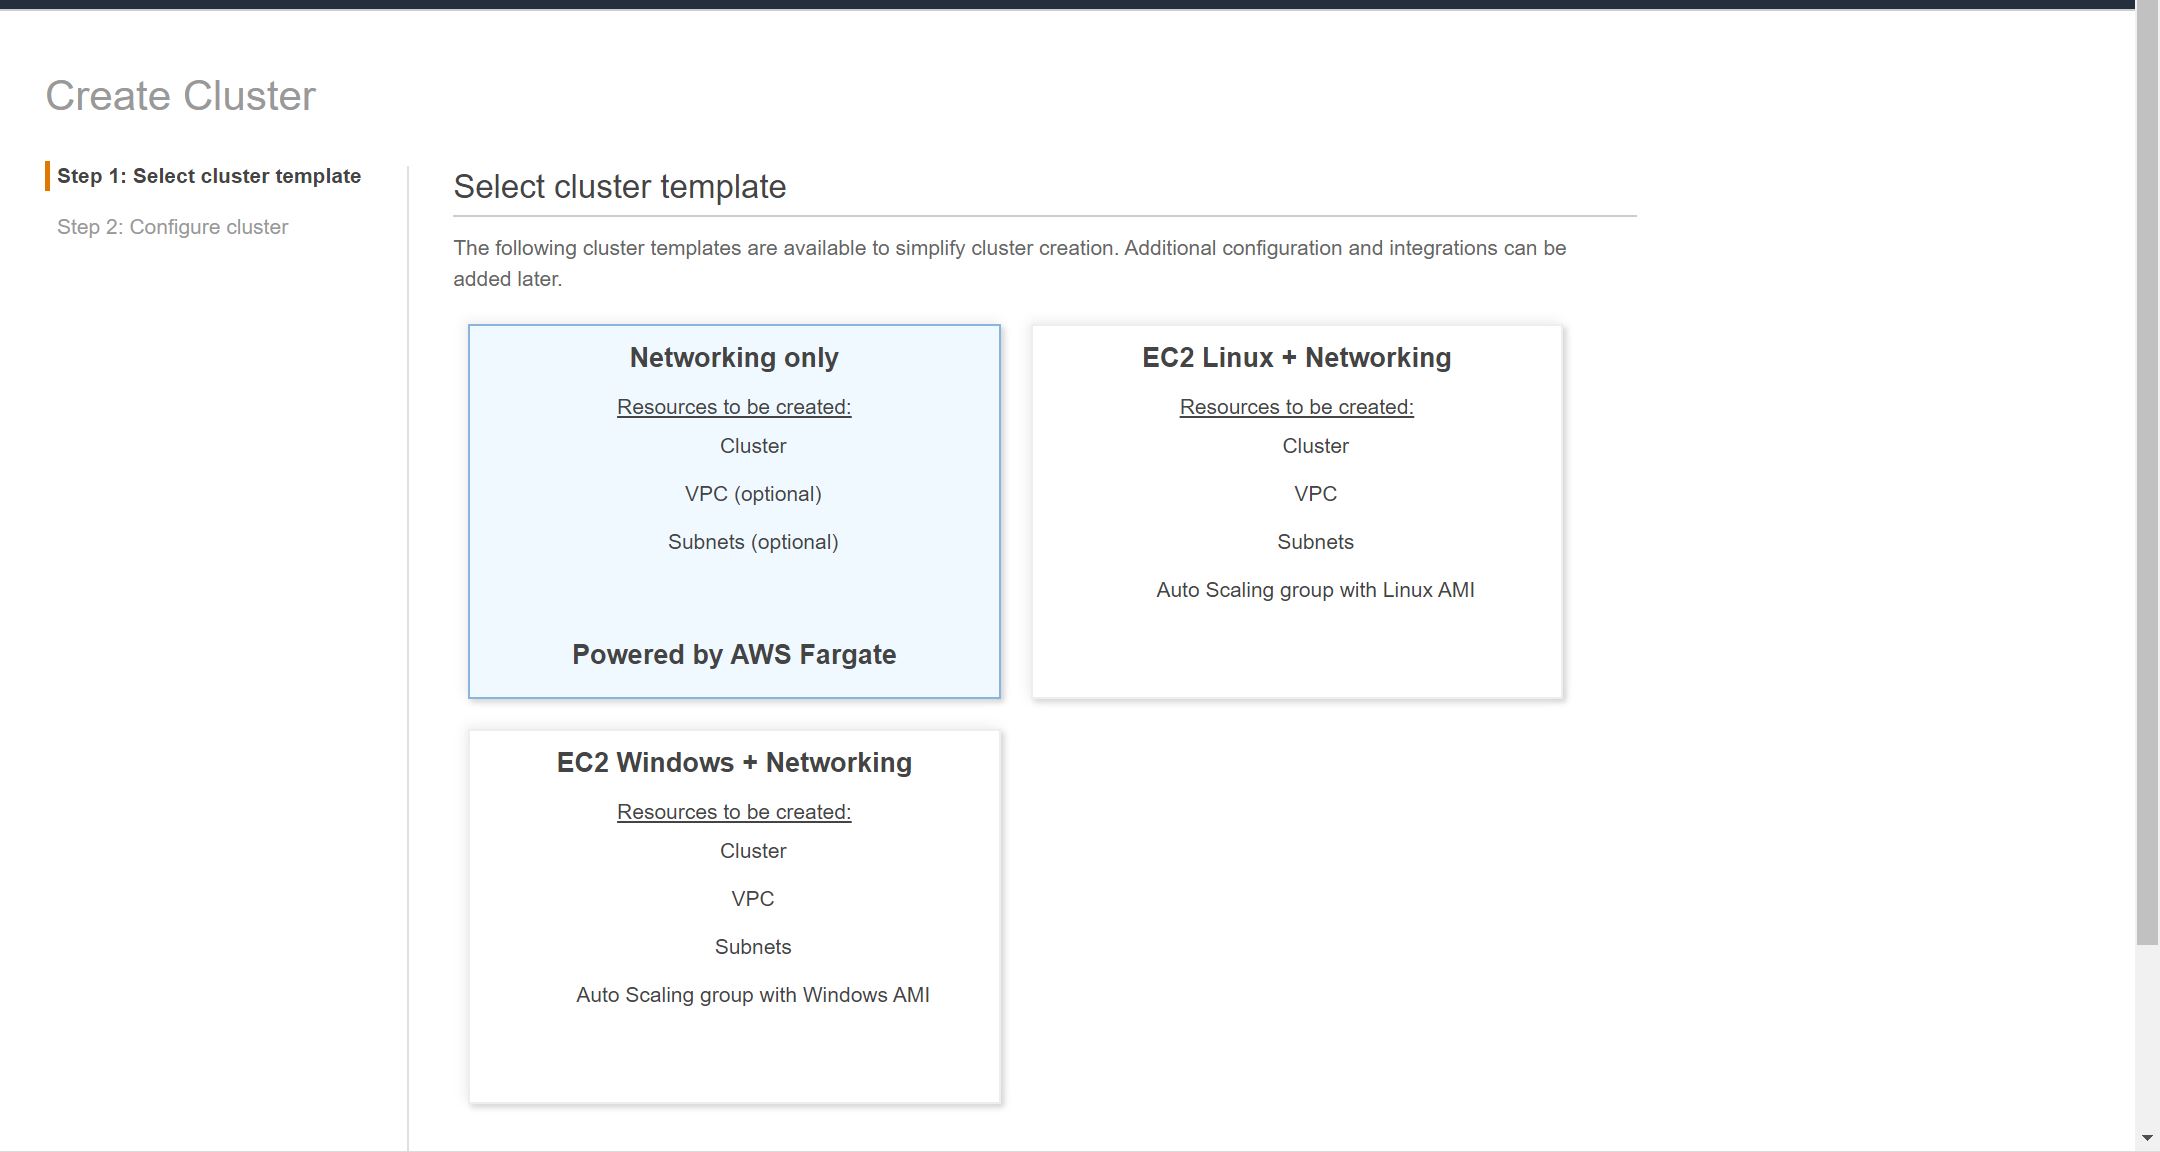 Create Cluster
Step 1: Select cluster template
Step 2: Configure cluster
Select cluster template
The following cluster templates are available to simplify cluster creation. Additional configuration and integrations can be
added later.
Networking only
Resources to be created:
Cluster
VPC (optional)
Subnets (optional)
Powered by AWS Fargate
EC2 Linux + Networking
Resources to be created:
Cluster
VPC
Subnets
Auto Scaling group with Linux AMI
EC2 Windows + Networking
Resources to be created:
Cluster
VPC
Subnets
Auto Scaling group with Windows AMI